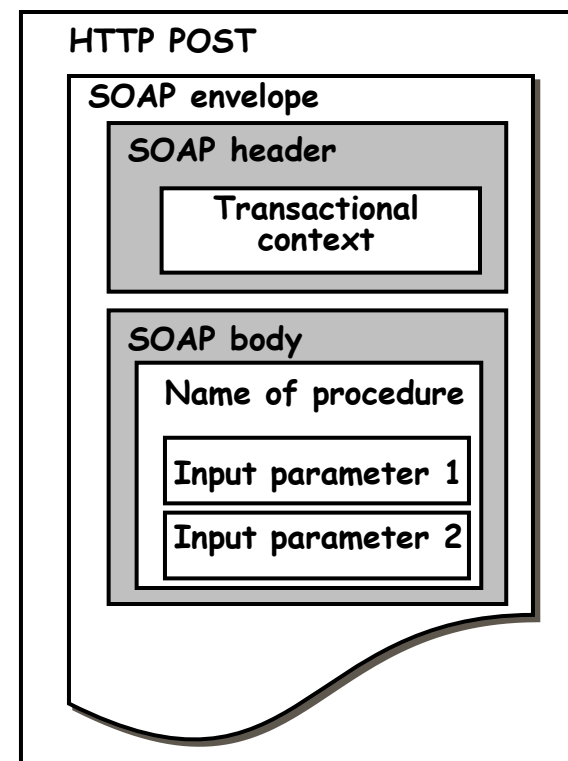 HTTP POST
SOAP envelope
SOAP header
Transactional
context
SOAP body
Name of procedure
Input parameter 1
Input parameter 2